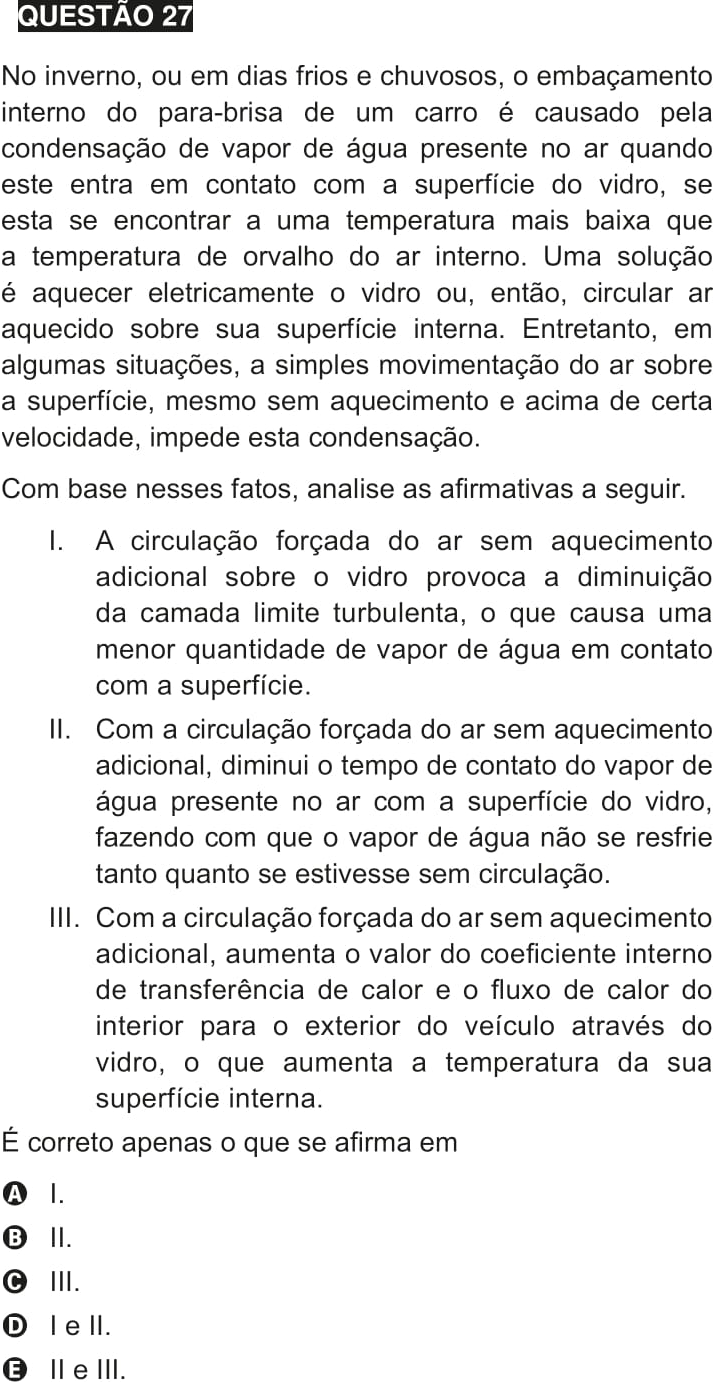 QUESTÃO 27
No inverno, ou em dias frios e chuvosos, o embaçamento
interno do para-brisa de um carro é causado pela
condensação de vapor de água presente no ar quando
este entra em contato com a superfície do vidro, se
esta se encontrar a uma temperatura mais baixa que
a temperatura de orvalho do ar interno. Uma solução
é aquecer eletricamente o vidro ou, então, circular ar
aquecido sobre sua superfície interna. Entretanto, em
algumas situações, a simples movimentação do ar sobre
a superfície, mesmo sem aquecimento e acima de certa
velocidade, impede esta condensação.
Com base nesses fatos, analise as afirmativas a seguir.
I. A circulação forçada do ar sem aquecimento
adicional sobre o vidro provoca a diminuição
da camada limite turbulenta, o que causa uma
menor quantidade de vapor de água em contato
com a superfície.
II. Com a circulação forçada do ar sem aquecimento
adicional, diminui o tempo de contato do vapor de
água presente no ar com a superfície do vidro,
fazendo com que o vapor de água não se resfrie
tanto quanto se estivesse sem circulação.
III. Com a circulação forçada do ar sem aquecimento
adicional, aumenta o valor do coeficiente interno
de transferência de calor e o fluxo de calor do
interior para o exterior do veículo através do
vidro, o que aumenta a temperatura da sua
superfície interna.
É correto apenas o que se afirma em
A I.
B II.
C III.
D I e II.
E II e III.